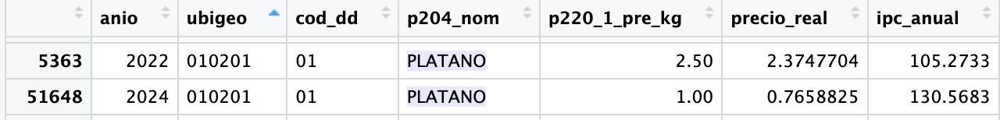 anio ubigeo cod_dd p204_nom p220_1_pre_kg precio_real ipc_anual
5363 2022 010201 01 PLATANO 2.50 2.3747704 105.2733
51648 2024 010201 01 PLATANO 1.00 0.7658825 130.5683